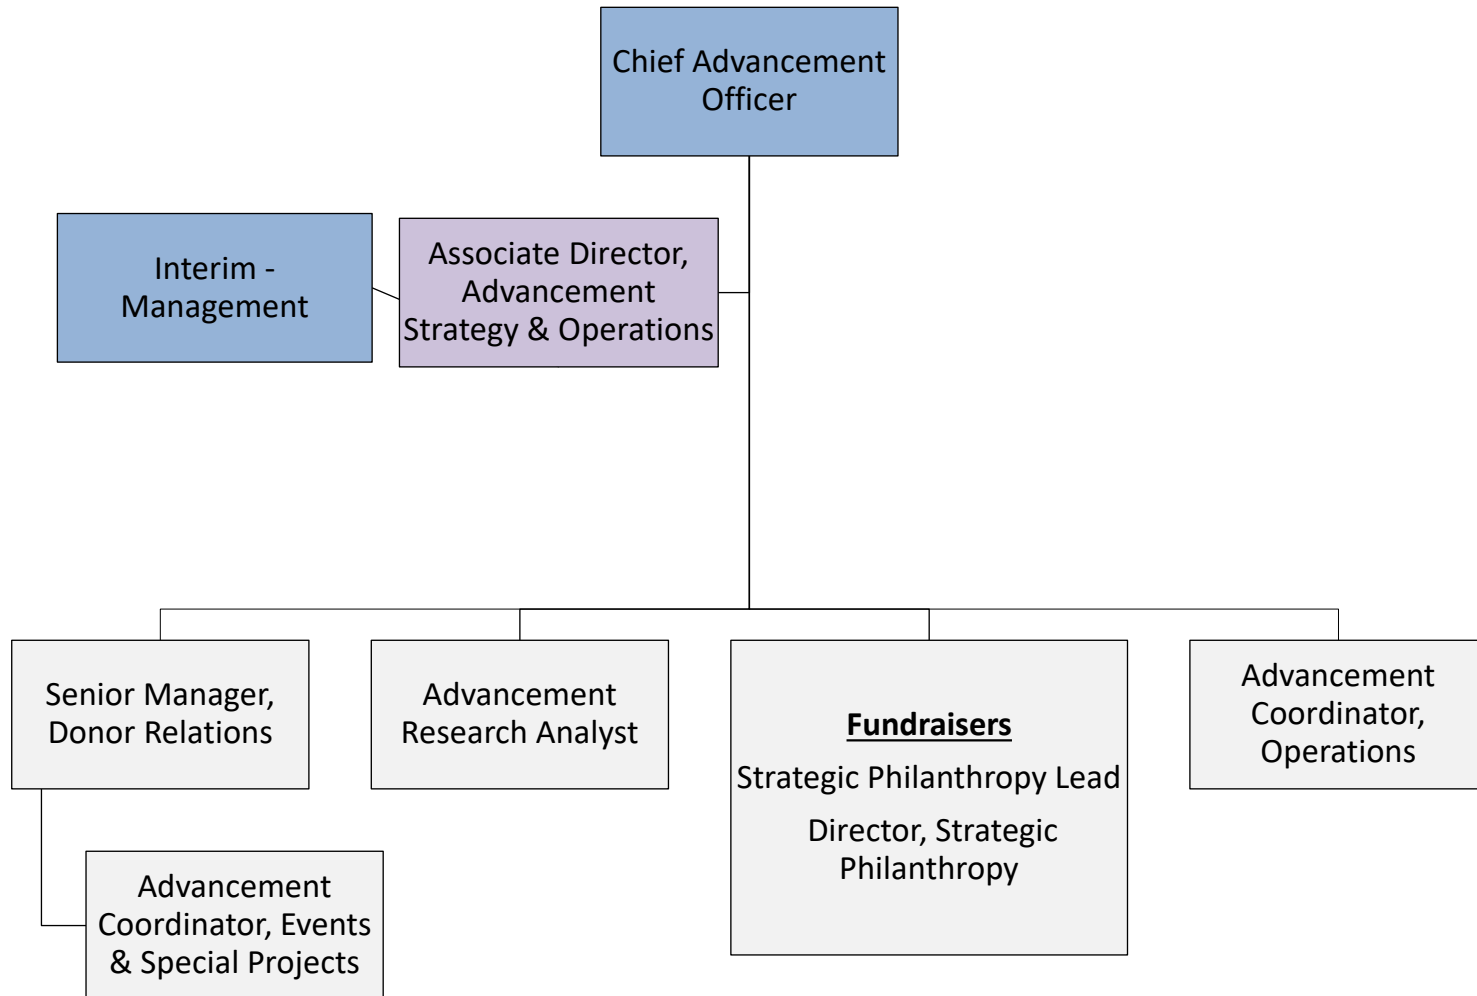 Chief Advancement
Officer
Interim -
Management
Associate Director,
Advancement
Strategy & Operations
Senior Manager,
Donor Relations
Advancement
Research Analyst
Fundraisers
Strategic Philanthropy Lead
Director, Strategic
Philanthropy
Advancement
Coordinator,
Operations
Advancement
Coordinator, Events
& Special Projects